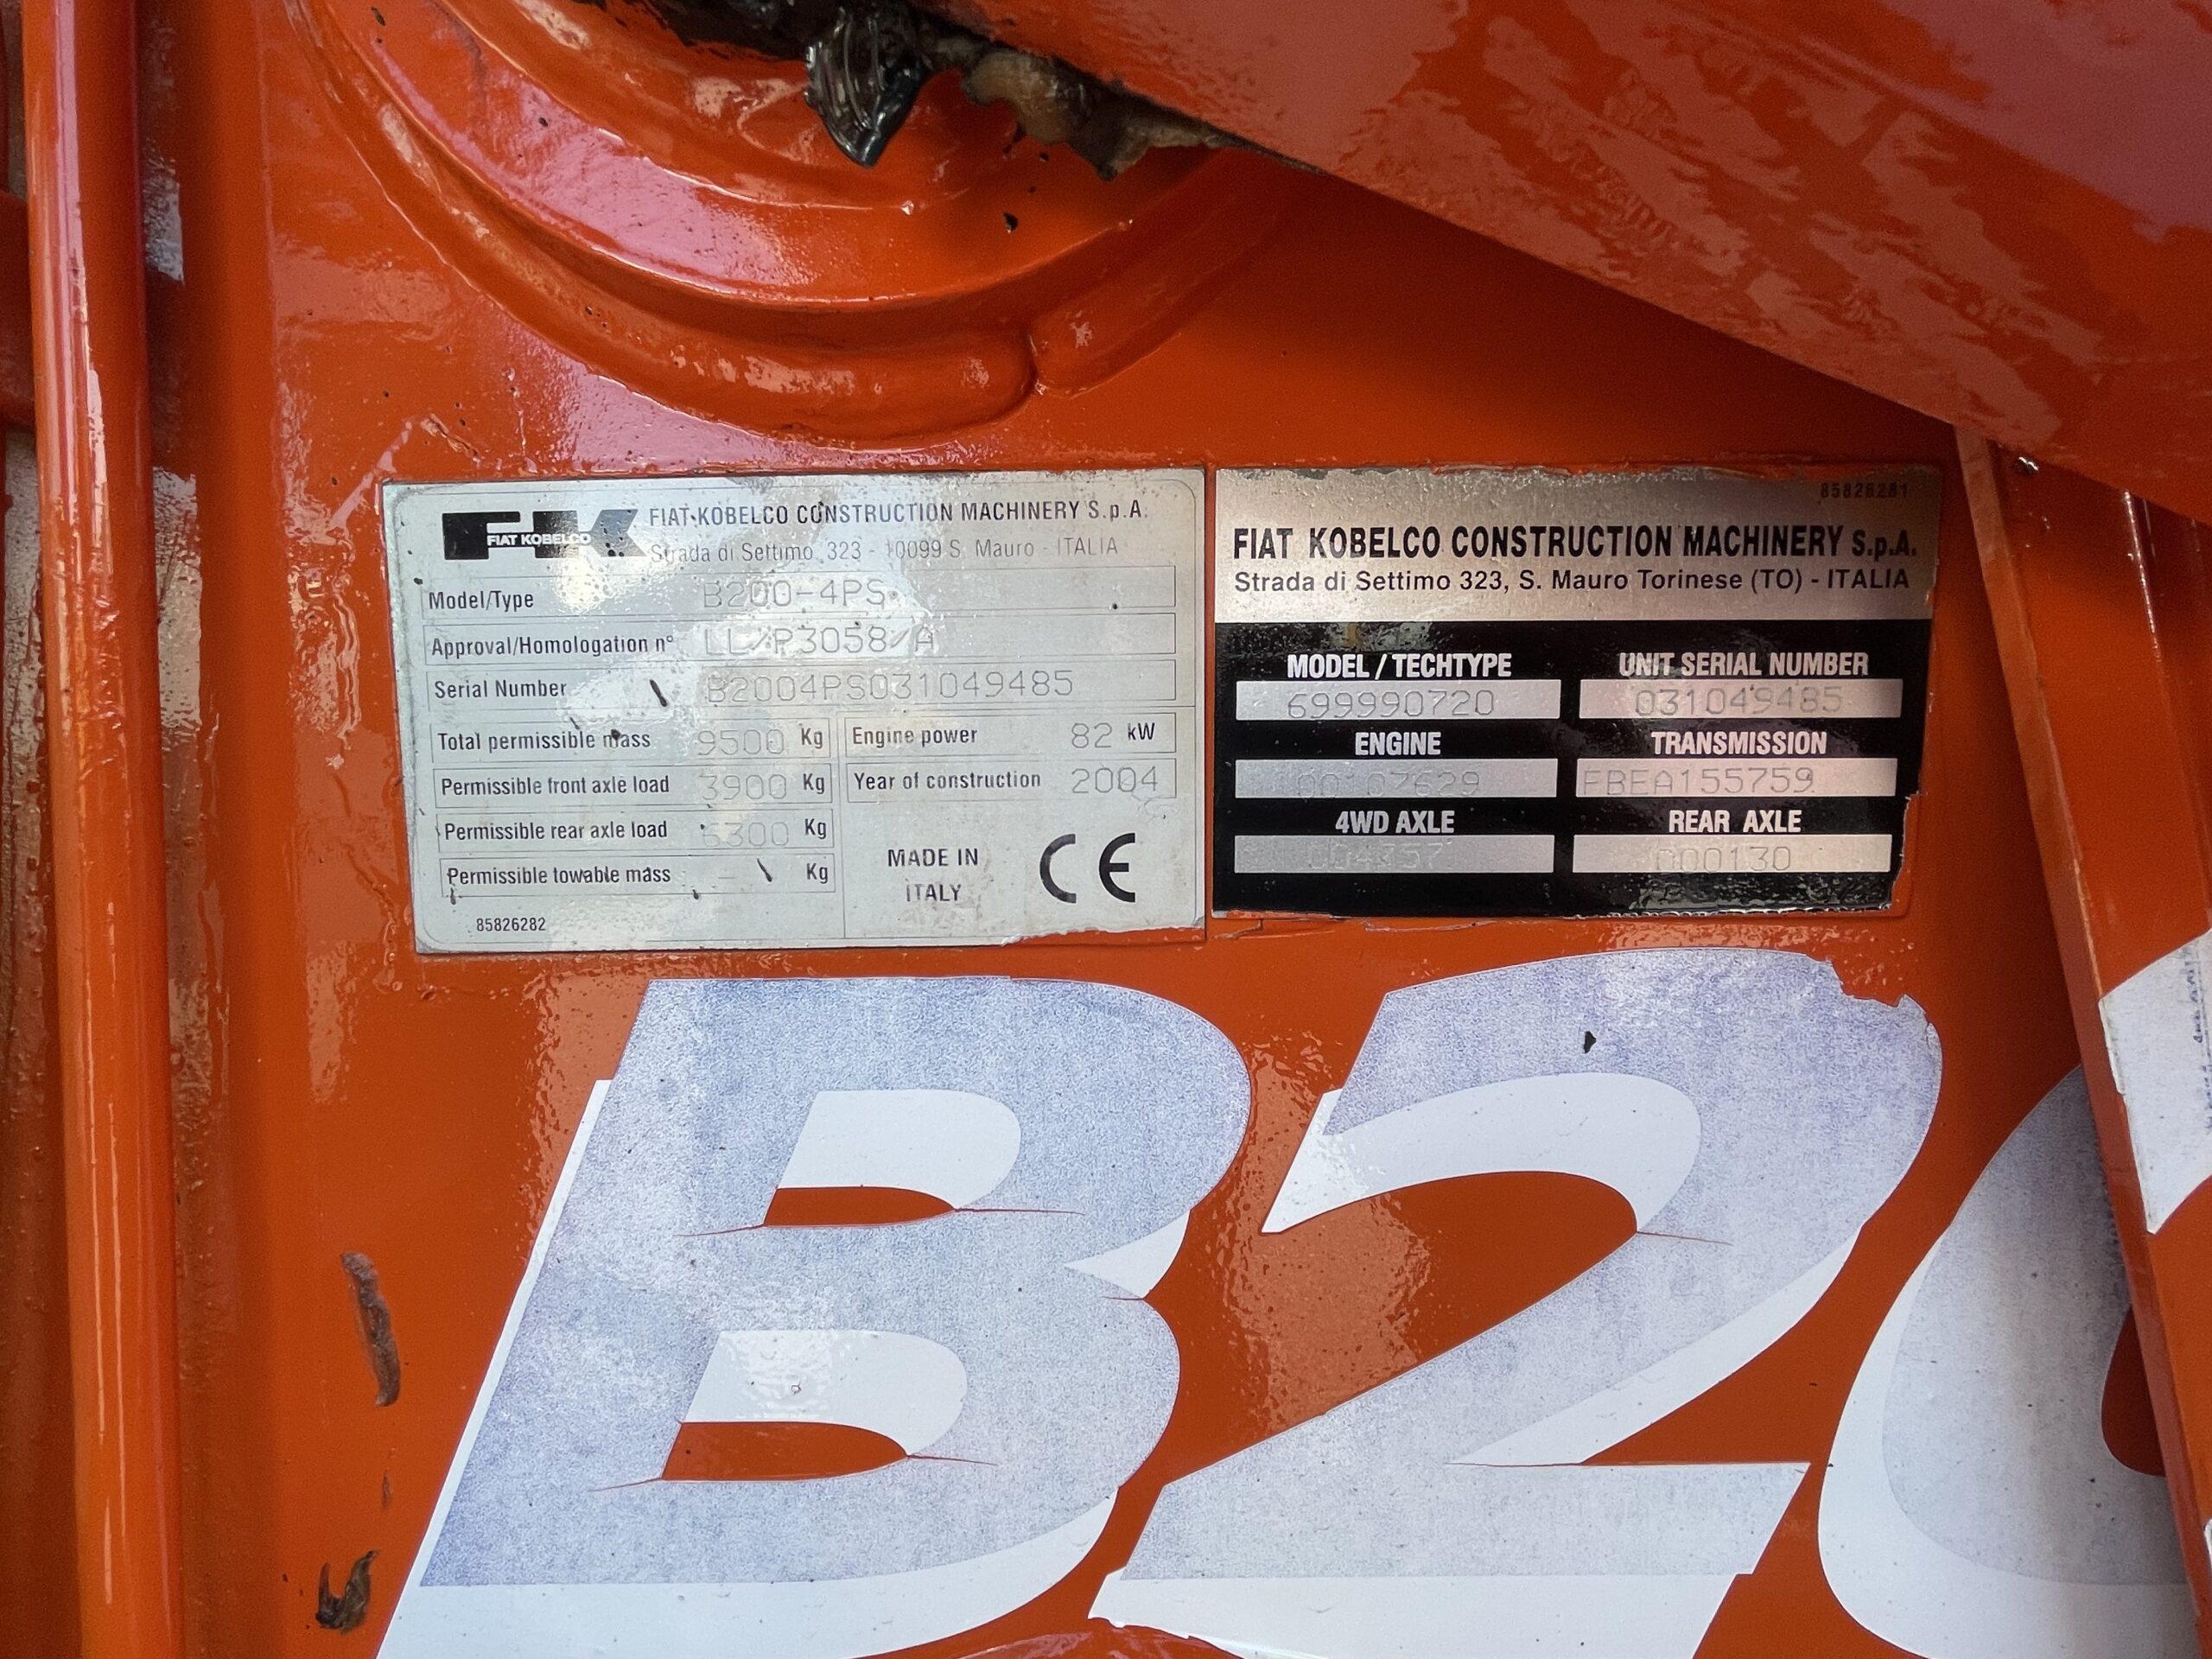 FK
FIAT KOBELCO
FIAT-KOBELCO CONSTRUCTION MACHINERY S.p.A.
Strada di Settimo, 323 - 10099 S. Mauro - ITALIA
Model/Type B200-4PS
Approval/Homologation n° LL/P3058/A
Serial Number B2004PS031049485
Total permissible mass 9500 Kg
Permissible front axle load 3900 Kg
Permissible rear axle load 6300 Kg
Permissible towable mass - Kg
Engine power 82 kW
Year of construction 2004
MADE IN
ITALY
CE
85826282
85826281
FIAT KOBELCO CONSTRUCTION MACHINERY S.p.A.
Strada di Settimo 323, S. Mauro Torinese (TO) - ITALIA
MODEL / TECHTYPE UNIT SERIAL NUMBER
699990720 031049485
ENGINE TRANSMISSION
00107629 FBEA155759
4WD AXLE REAR AXLE
000130
B20